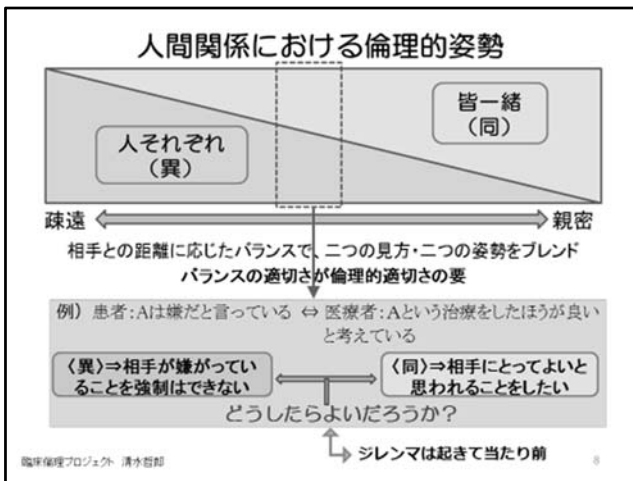 人間関係における倫理的姿勢
皆一緒
(同)
人それぞれ
(異)
疎遠
親密
相手との距離に応じたバランスで、二つの見方・二つの姿勢をブレンド
バランスの適切さが倫理的適切さの要
例）患者：Aは嫌だと言っている ⇔ 医療者：Aという治療をしたほうが良い
と考えている
〈異〉⇒相手が嫌がってい
ることを強制はできない
〈同〉⇒相手にとってよいと
思われることをしたい
どうしたらよいだろうか？
ジレンマは起きて当たり前
臨床倫理プロジェクト 清水哲郎
8